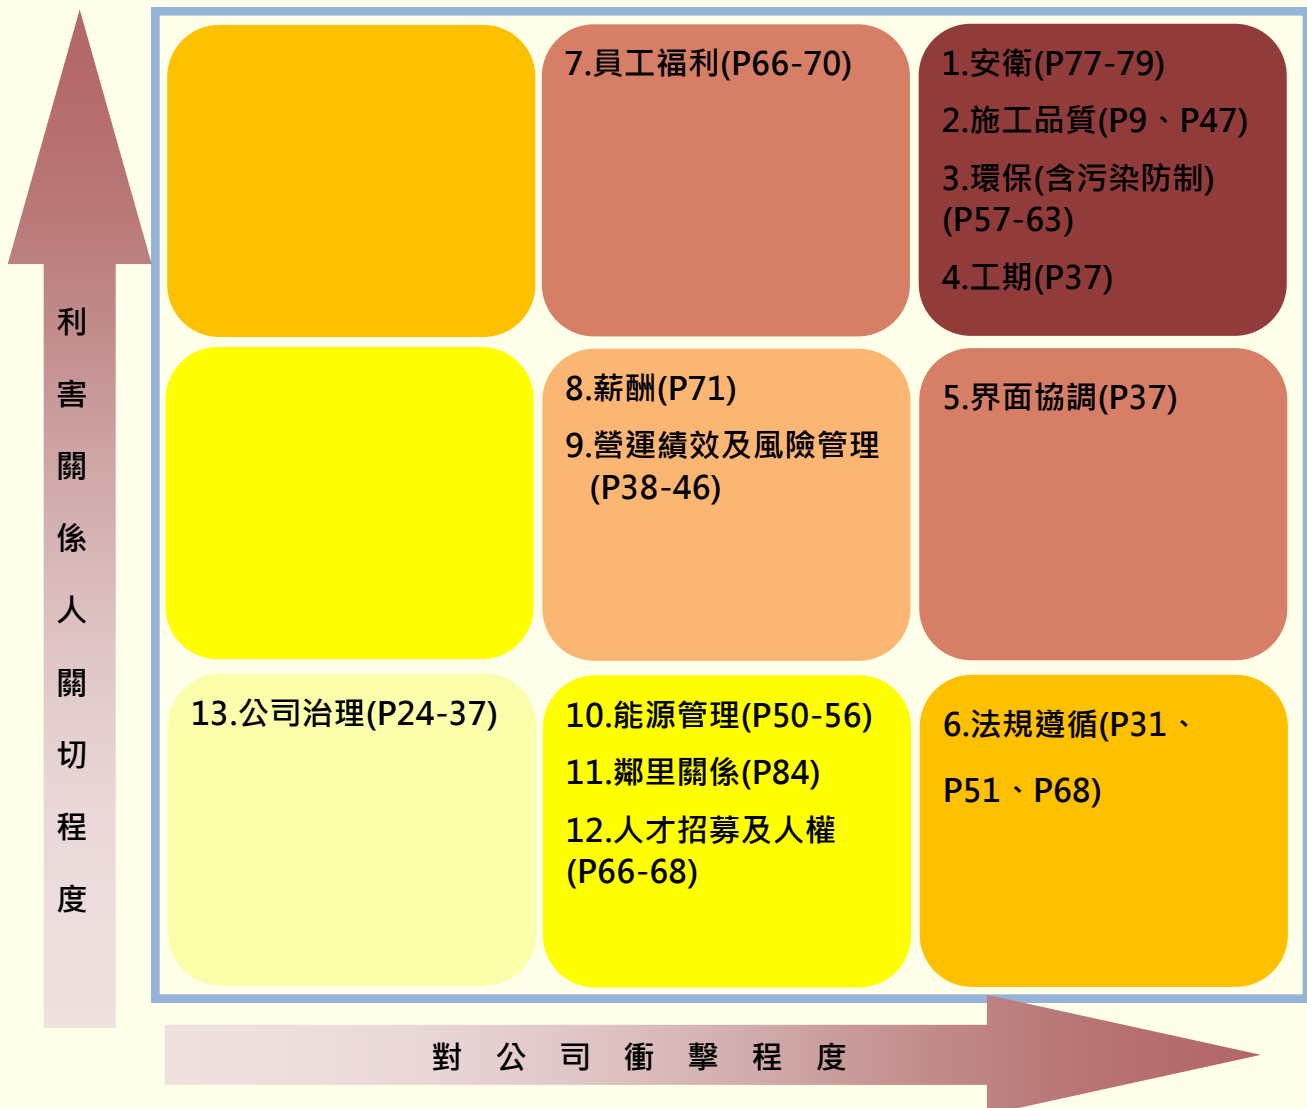 利害關係人關切程度
7.員工福利(P66-70)
1.安衛(P77-79)
2.施工品質(P9、P47)
3.環保(含污染防制)
(P57-63)
4.工期(P37)
8.薪酬(P71)
9.營運績效及風險管理
(P38-46)
5.界面協調(P37)
13.公司治理(P24-37)
10.能源管理(P50-56)
11.鄰里關係(P84)
12.人才招募及人權
(P66-68)
6.法規遵循(P31、
P51、P68)
對公司衝擊程度